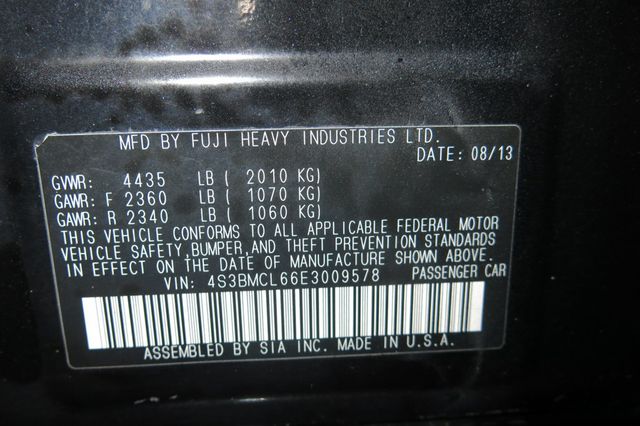 MFD BY FUJI HEAVY INDUSTRIES LTD.
DATE: 08/13
GVWR: 4435 LB ( 2010 KG)
GAWR: F 2360 LB ( 1070 KG)
GAWR: R 2340 LB ( 1060 KG)
THIS VEHICLE CONFORMS TO ALL APPLICABLE FEDERAL MOTOR
VEHICLE SAFETY,BUMPER,AND THEFT PREVENTION STANDARDS
IN EFFECT ON THE DATE OF MANUFACTURE SHOWN ABOVE.
VIN: 4S3BMCL66E3009578 PASSENGER CAR
ASSEMBLED BY SIA INC. MADE IN U.S.A.